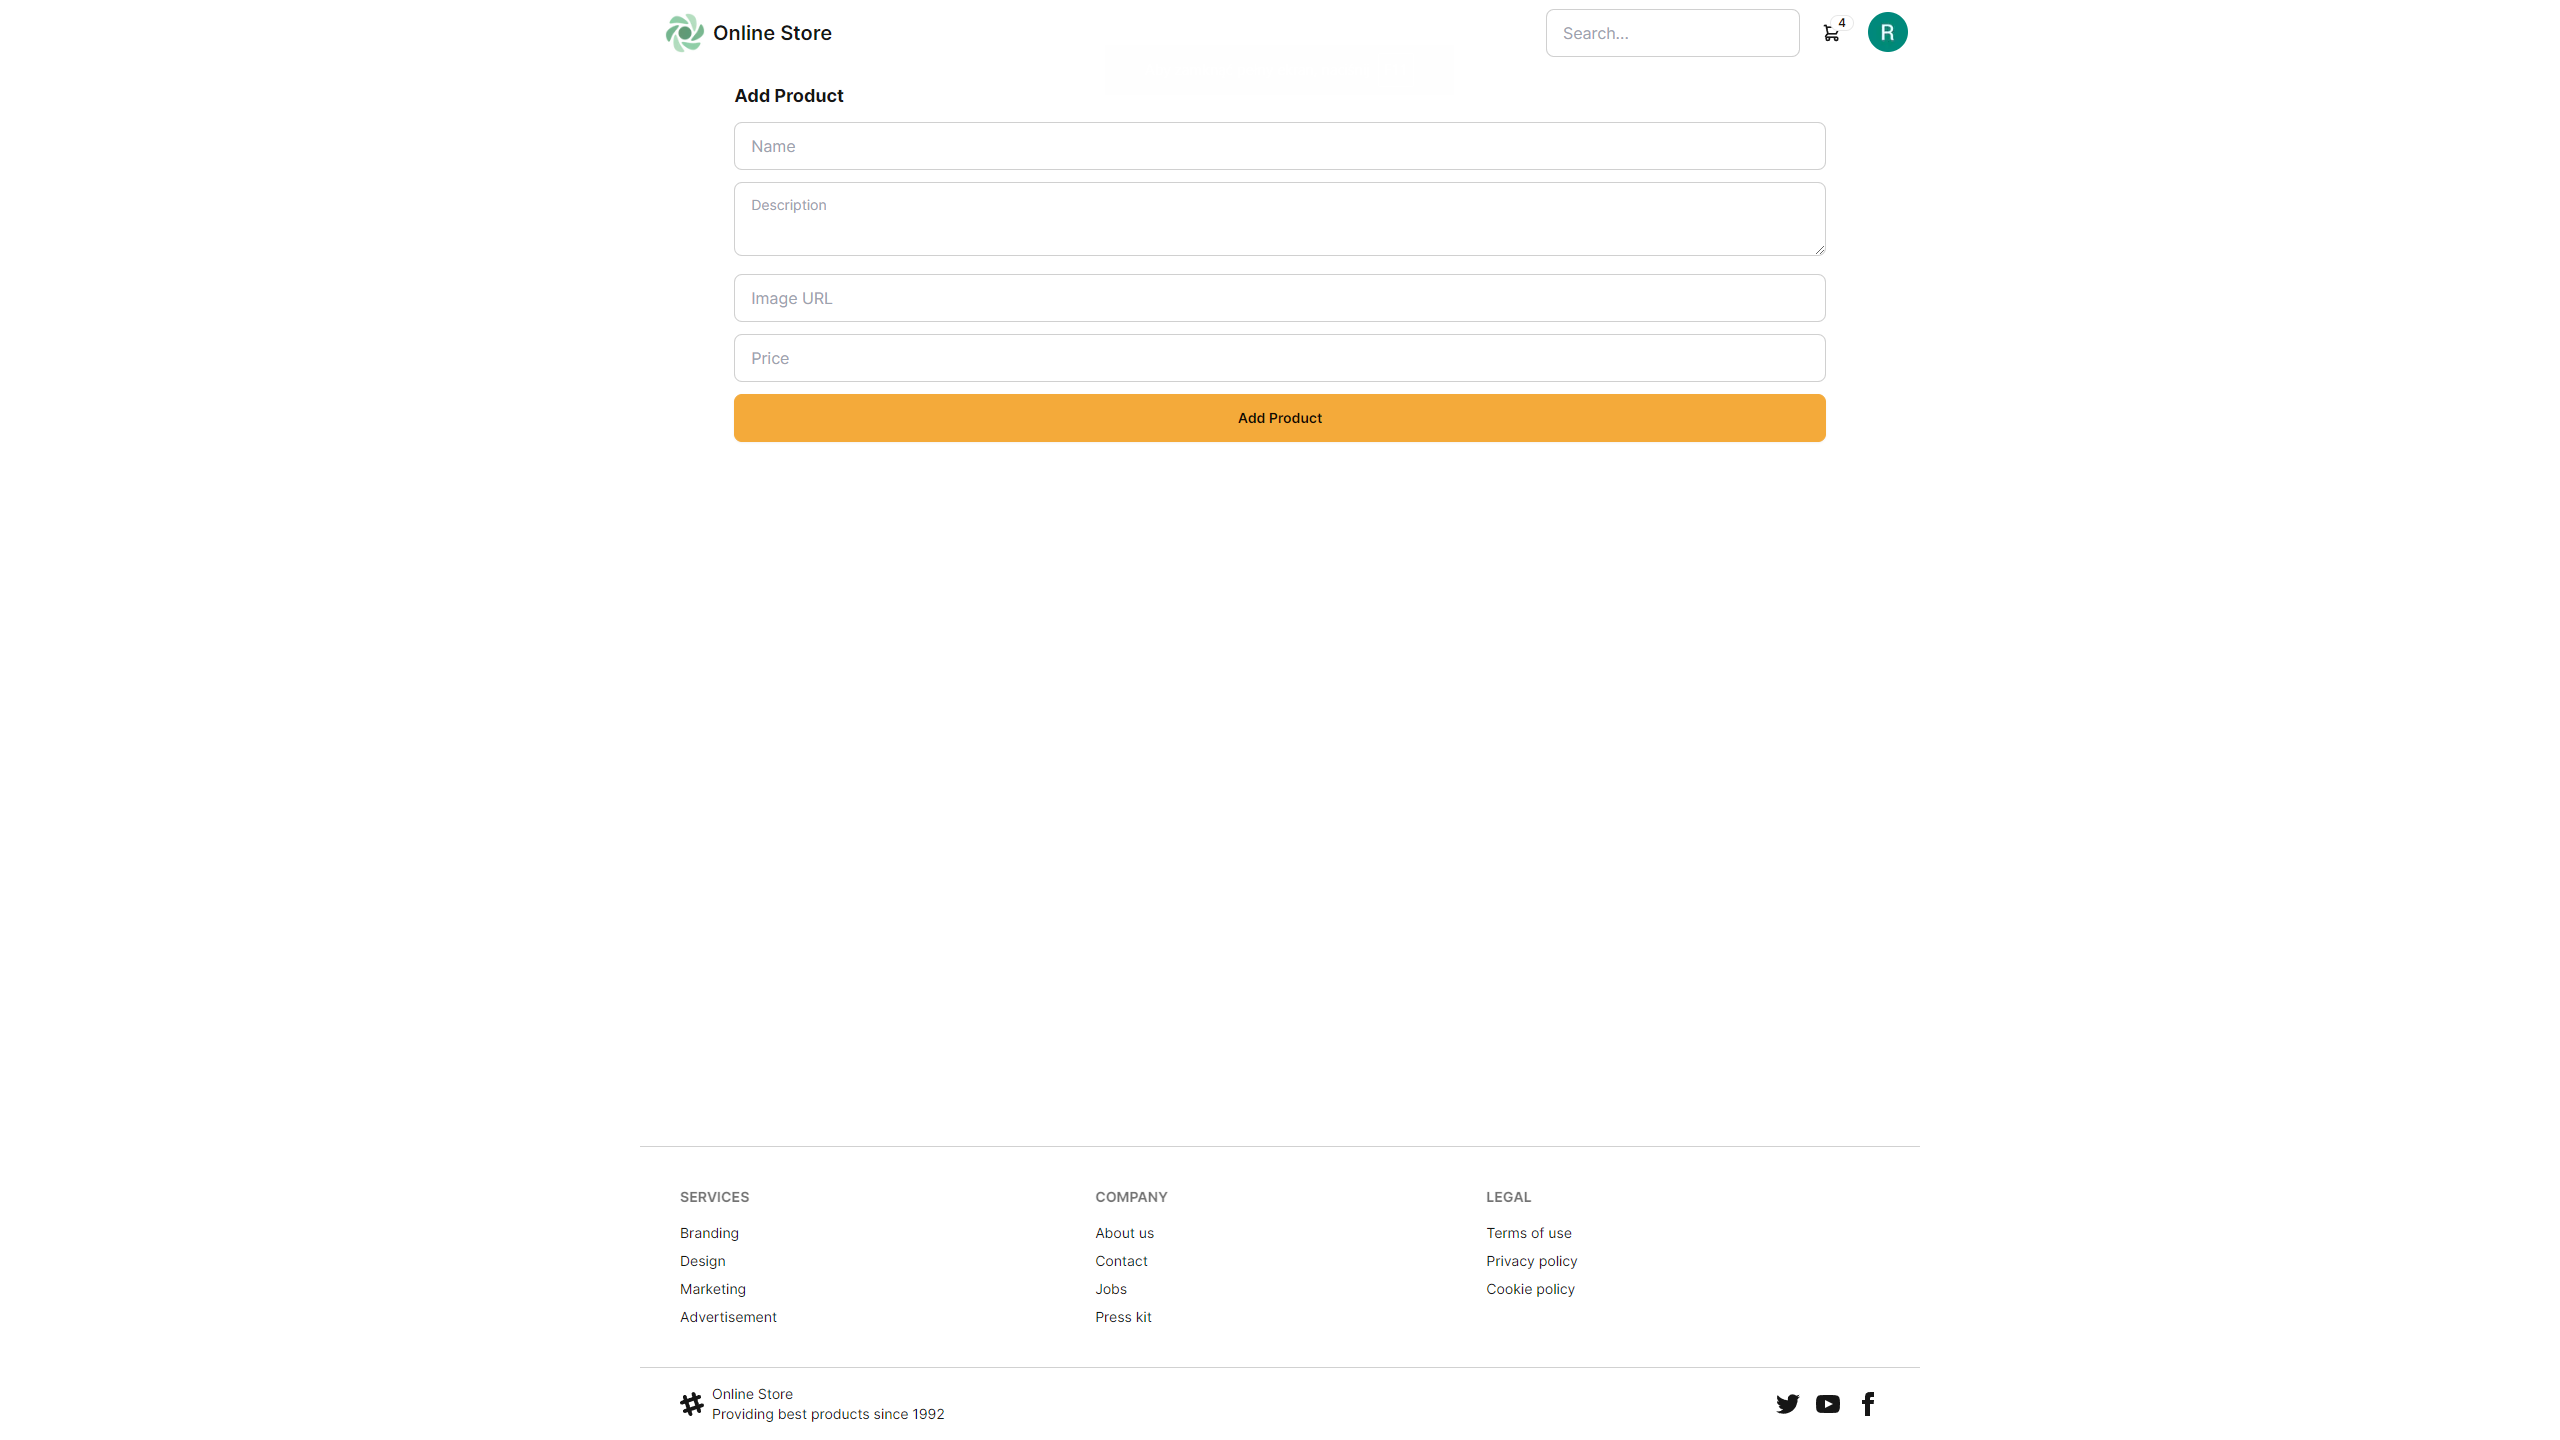 Online Store
Search...
4
R
Add Product
Name
Description
Image URL
Price
Add Product
SERVICES
Branding
Design
Marketing
Advertisement
COMPANY
About us
Contact
Jobs
Press kit
LEGAL
Terms of use
Privacy policy
Cookie policy
Online Store
Providing best products since 1992